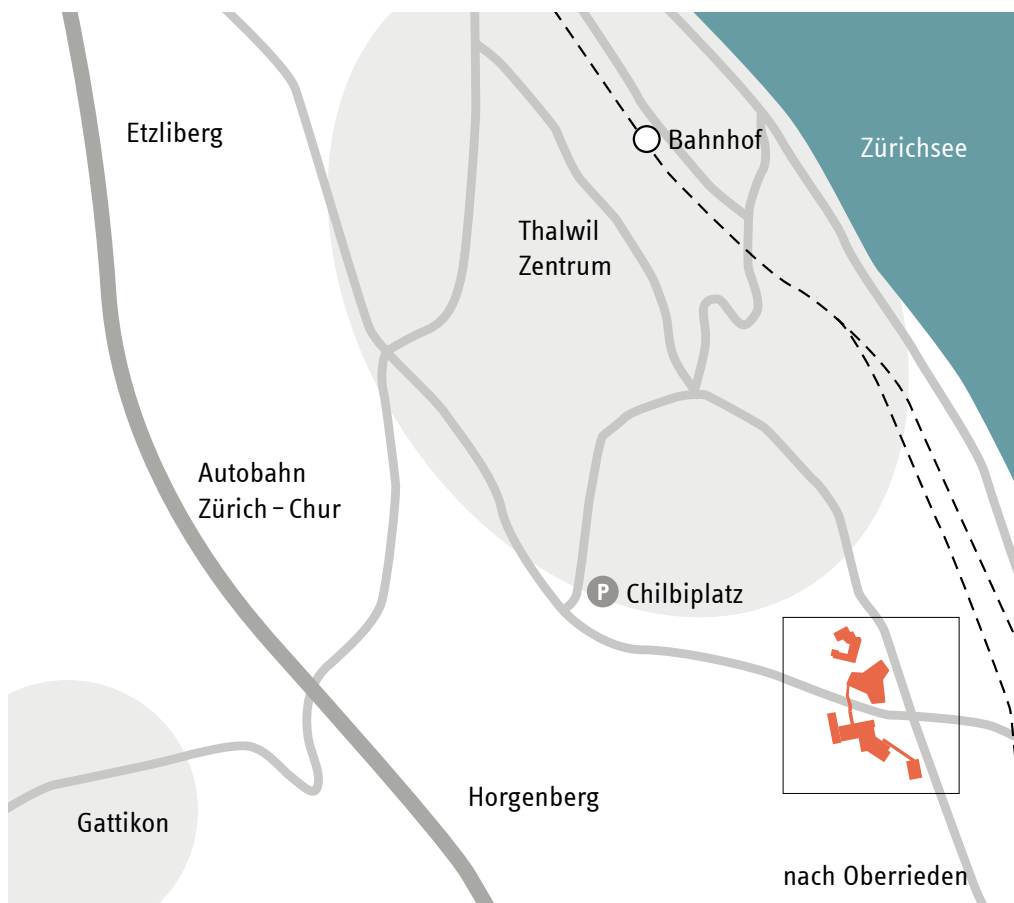 Etzliberg
Bahnhof
Zürichsee
Thalwil
Zentrum
Autobahn
Zürich – Chur
P Chilbiplatz
Horgenberg
Gattikon
nach Oberrieden